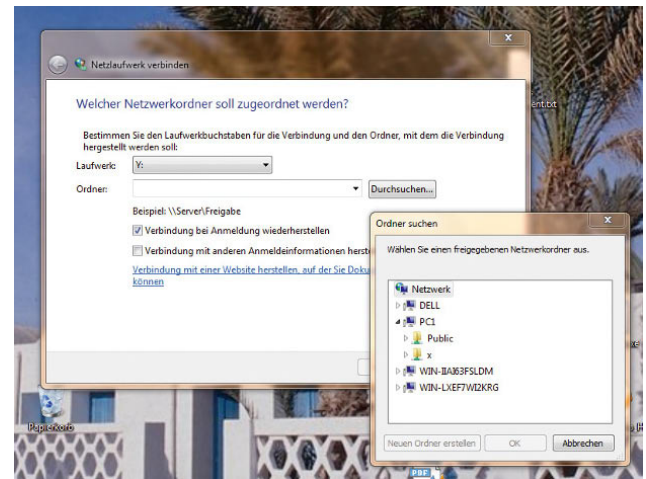 Netzlaufwerk verbinden
Welcher Netzwerkordner soll zugeordnet werden?
Bestimmen Sie den Laufwerkbuchstaben für die Verbindung und den Ordner, mit dem die Verbindung
hergestellt werden soll:
Laufwerk: Y:
Ordner: Durchsuchen...
Beispiel: \\Server\Freigabe
Verbindung bei Anmeldung wiederherstellen
Verbindung mit anderen Anmeldeinformationen herst
Verbindung mit einer Website herstellen, auf der Sie Doku
können
ent.txt
Ordner suchen
Wählen Sie einen freigegebenen Netzwerkordner aus.
Netzwerk
DELL
PC1
Public
x
WIN-LXEF7WI2KRG
Neuen Ordner erstellen OK Abbrechen
Papierkorb
PDF